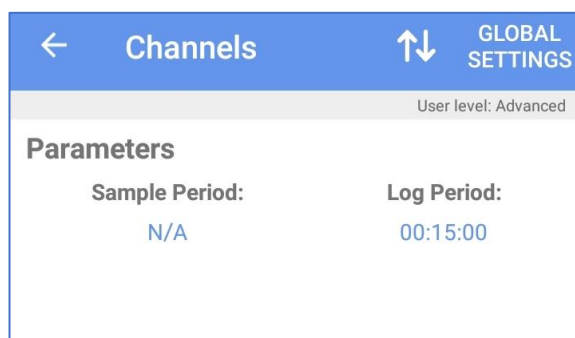 Channels
GLOBAL
SETTINGS
User level: Advanced
Parameters
Sample Period: Log Period:
N/A 00:15:00